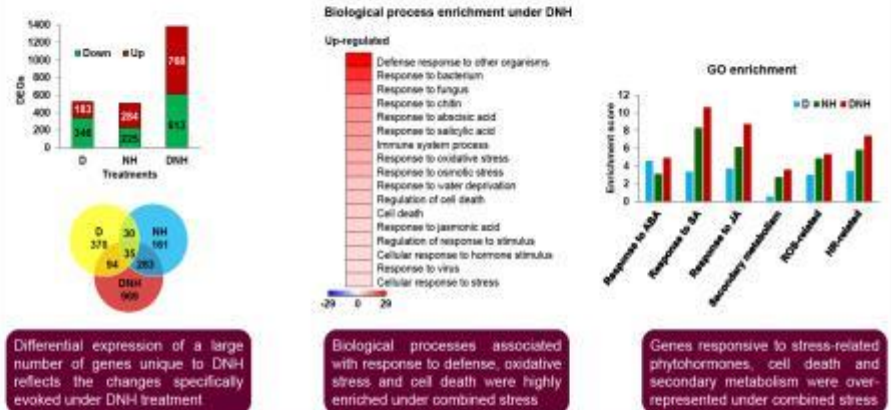 1400
1200
1000
800
600
400
200
0
DEGs
Down Up
183
346
284
225
768
613
D NH DNH
Treatments
D
378
30
NH
161
35
94
283
DNH
969
Differential expression of a large
number of genes unique to DNH
reflects the changes specifically
evoked under DNH treatment
Biological process enrichment under DNH
Up-regulated
Defense response to other organisms
Response to bacterium
Response to fungus
Response to chitin
Response to abscisic acid
Response to salicylic acid
Immune system process
Response to oxidative stress
Response to osmotic stress
Response to water deprivation
Regulation of cell death
Cell death
Response to jasmonic acid
Regulation of response to stimulus
Cellular response to hormone stimulus
Response to virus
Cellular response to stress
-29 0 29
Biological processes associated
with response to defense, oxidative
stress and cell death were highly
enriched under combined stress
GO enrichment
D NH DNH
12
10
8
6
4
2
0
Enrichment score
Response to ABA
Response to SA
Response to JA
Secondary metabolism
ROS-related
HR-related
Genes responsive to stress-related
phytohormones, cell death and
secondary metabolism were over-
represented under combined stress